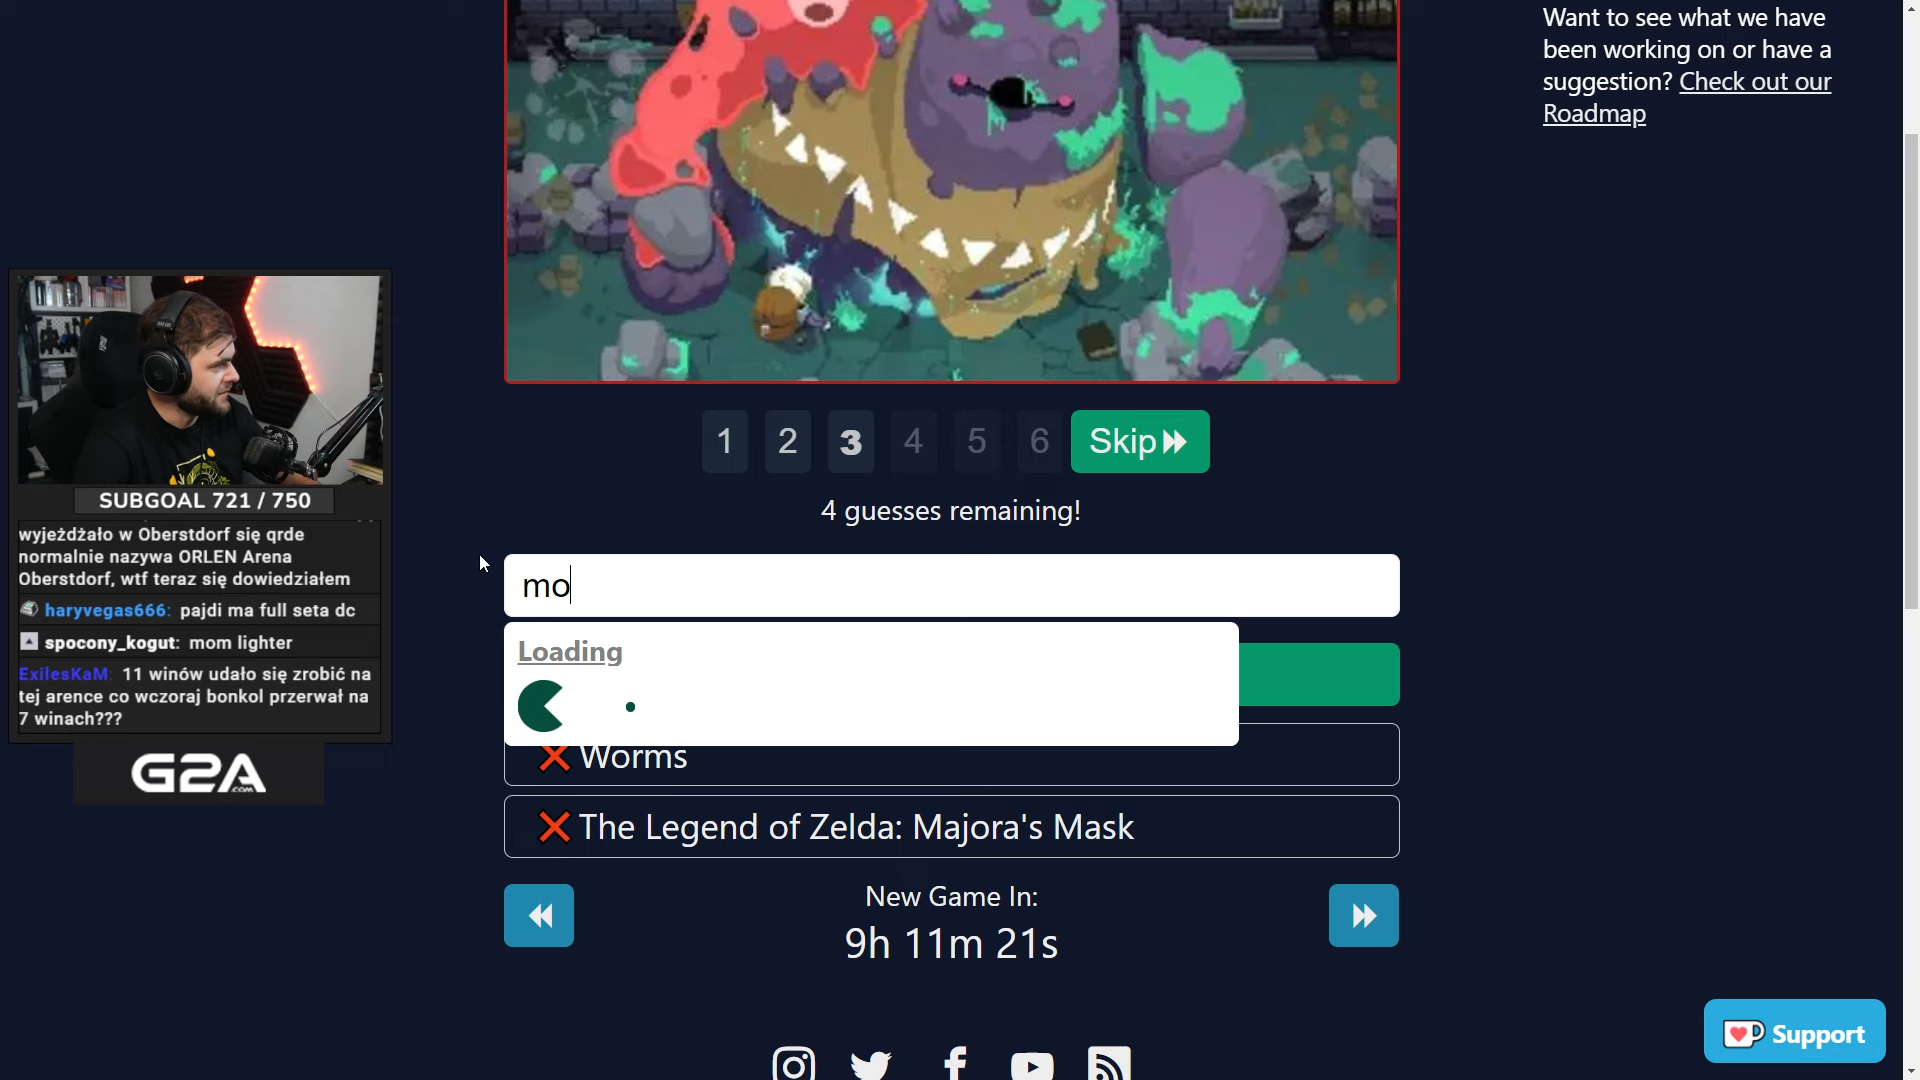 Want to see what we have
been working on or have a
suggestion? Check out our
Roadmap
1 2 3 4 5 6 Skip
4 guesses remaining!
mo
Loading
Worms
The Legend of Zelda: Majora's Mask
New Game In:
9h 11m 21s
Support
SUBGOAL 721 / 750
wyjeżdżało w Oberstdorf się qrde
normalnie nazywa ORLEN Arena
Oberstdorf, wtf teraz się dowiedziałem
haryvegas666: pajdi ma full seta dc
spocony_kogut: mom lighter
ExilesKaM: 11 winów udało się zrobić na
tej arence co wczoraj bonkol przerwał na
7 winach???
G2A.COM